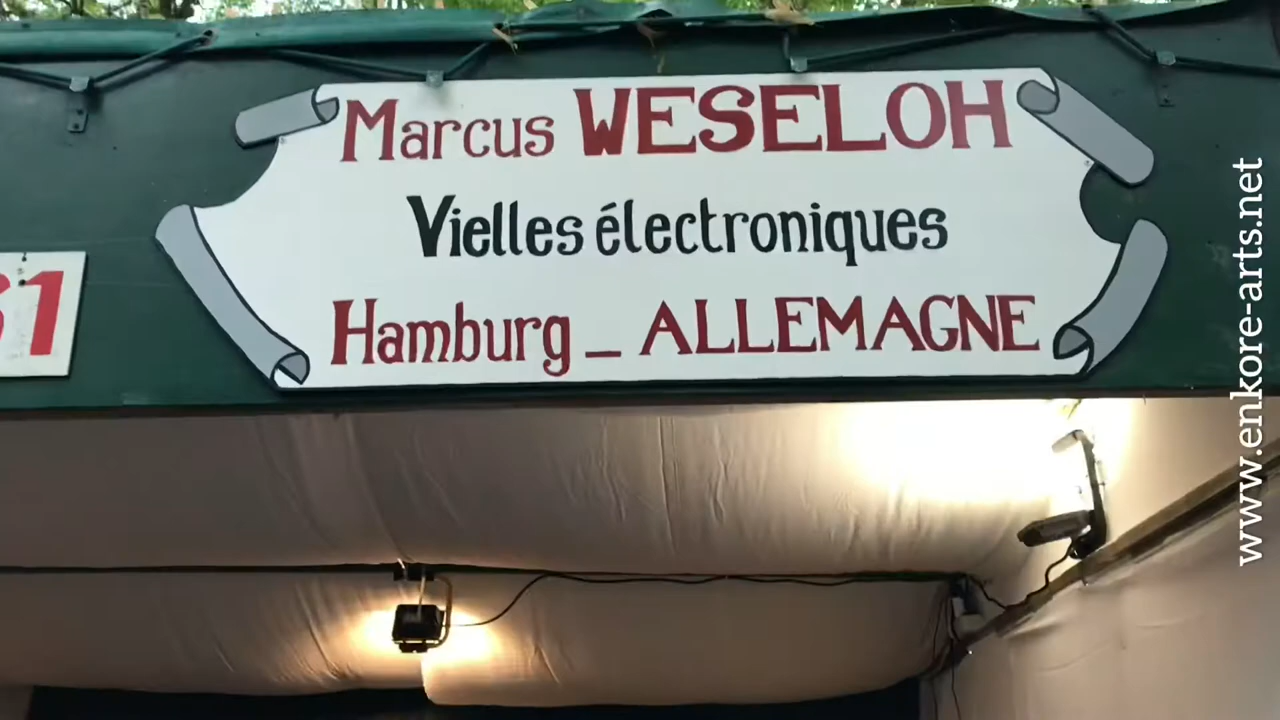 Marcus WESELOH
Vielles électroniques
Hamburg _ ALLEMAGNE
www.enkore-arts.net